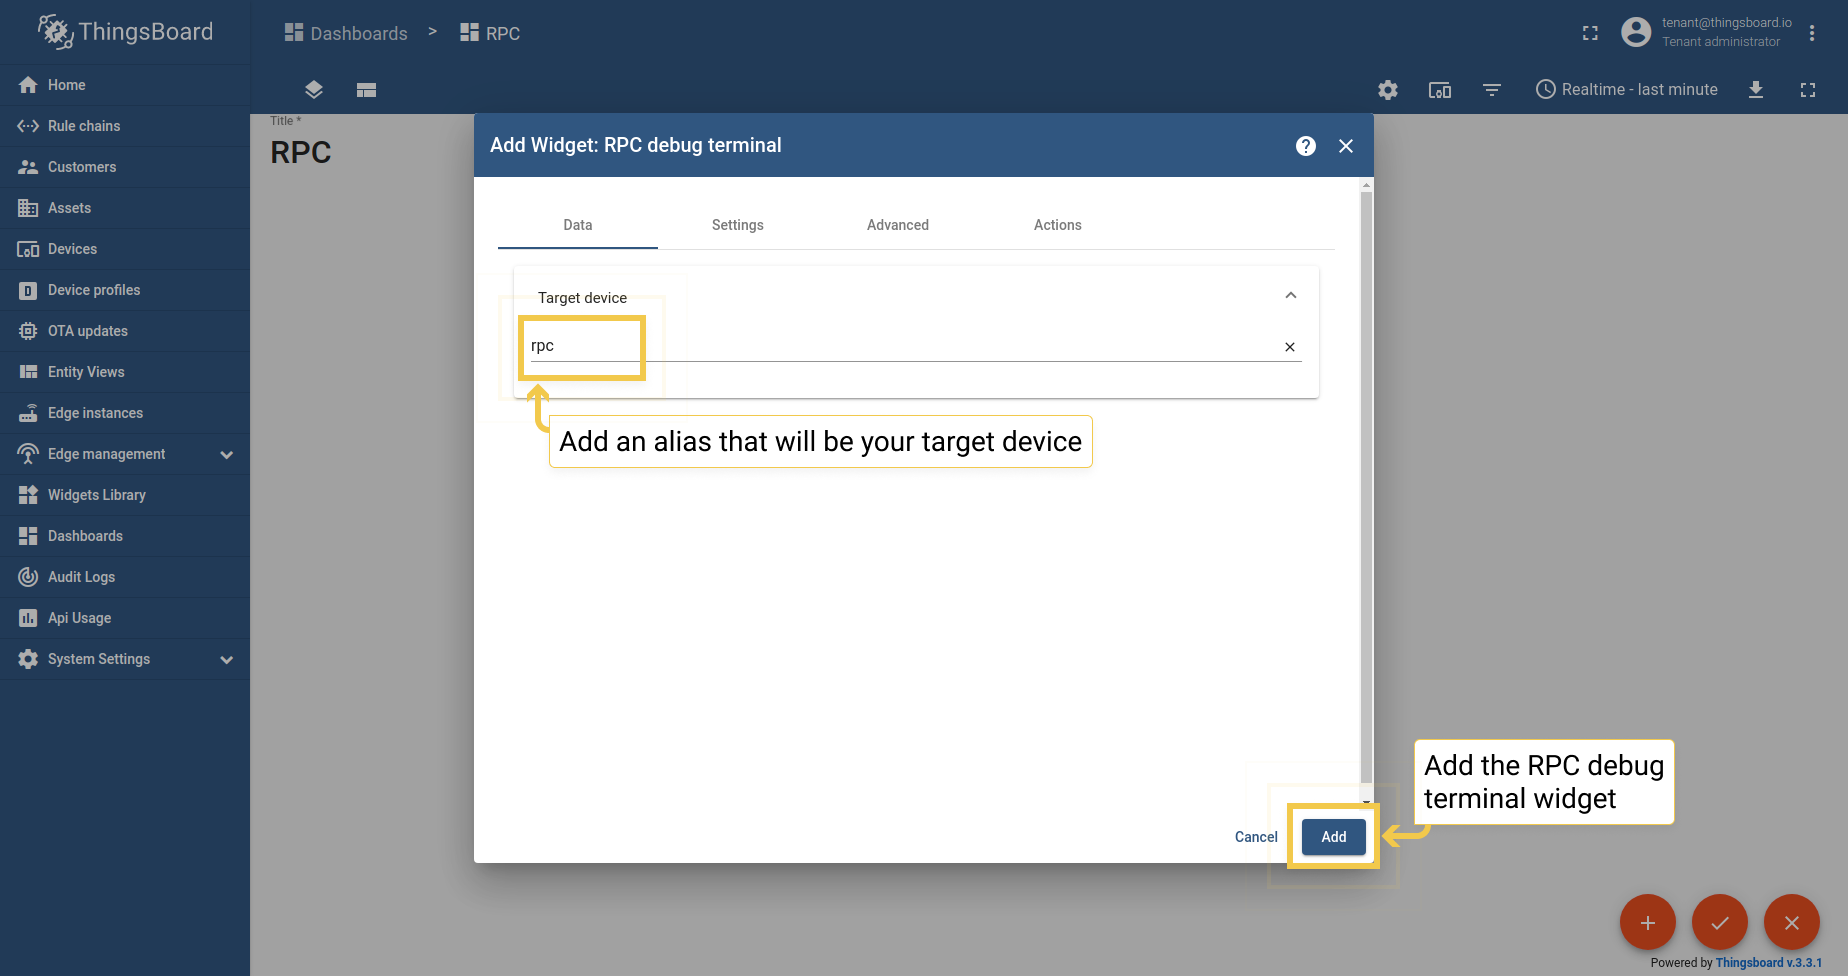 ThingsBoard
Dashboards > RPC
tenant@thingsboard.io
Tenant administrator
Home
Rule chains
Customers
Assets
Devices
Device profiles
OTA updates
Entity Views
Edge instances
Edge management
Widgets Library
Dashboards
Audit Logs
Api Usage
System Settings
Realtime - last minute
Title *
RPC
Add Widget: RPC debug terminal
Data Settings Advanced Actions
Target device
rpc
Add an alias that will be your target device
Add the RPC debug
terminal widget
Cancel Add
Powered by Thingsboard v.3.3.1